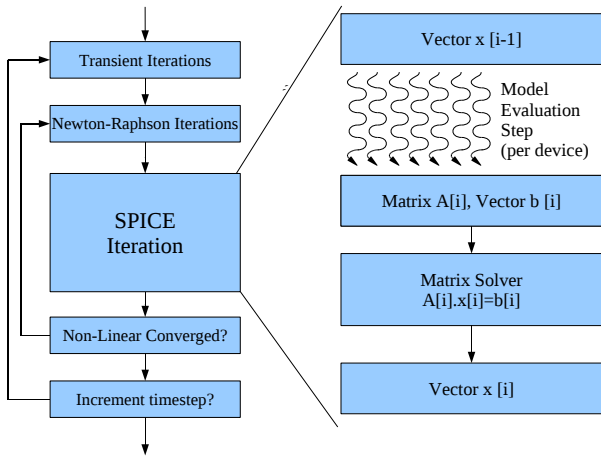 Transient Iterations
Newton-Raphson Iterations
SPICE
Iteration
Non-Linear Converged?
Increment timestep?
Vector x [i-1]
Model
Evaluation
Step
(per device)
Matrix A[i], Vector b [i]
Matrix Solver
A[i].x[i]=b[i]
Vector x [i]